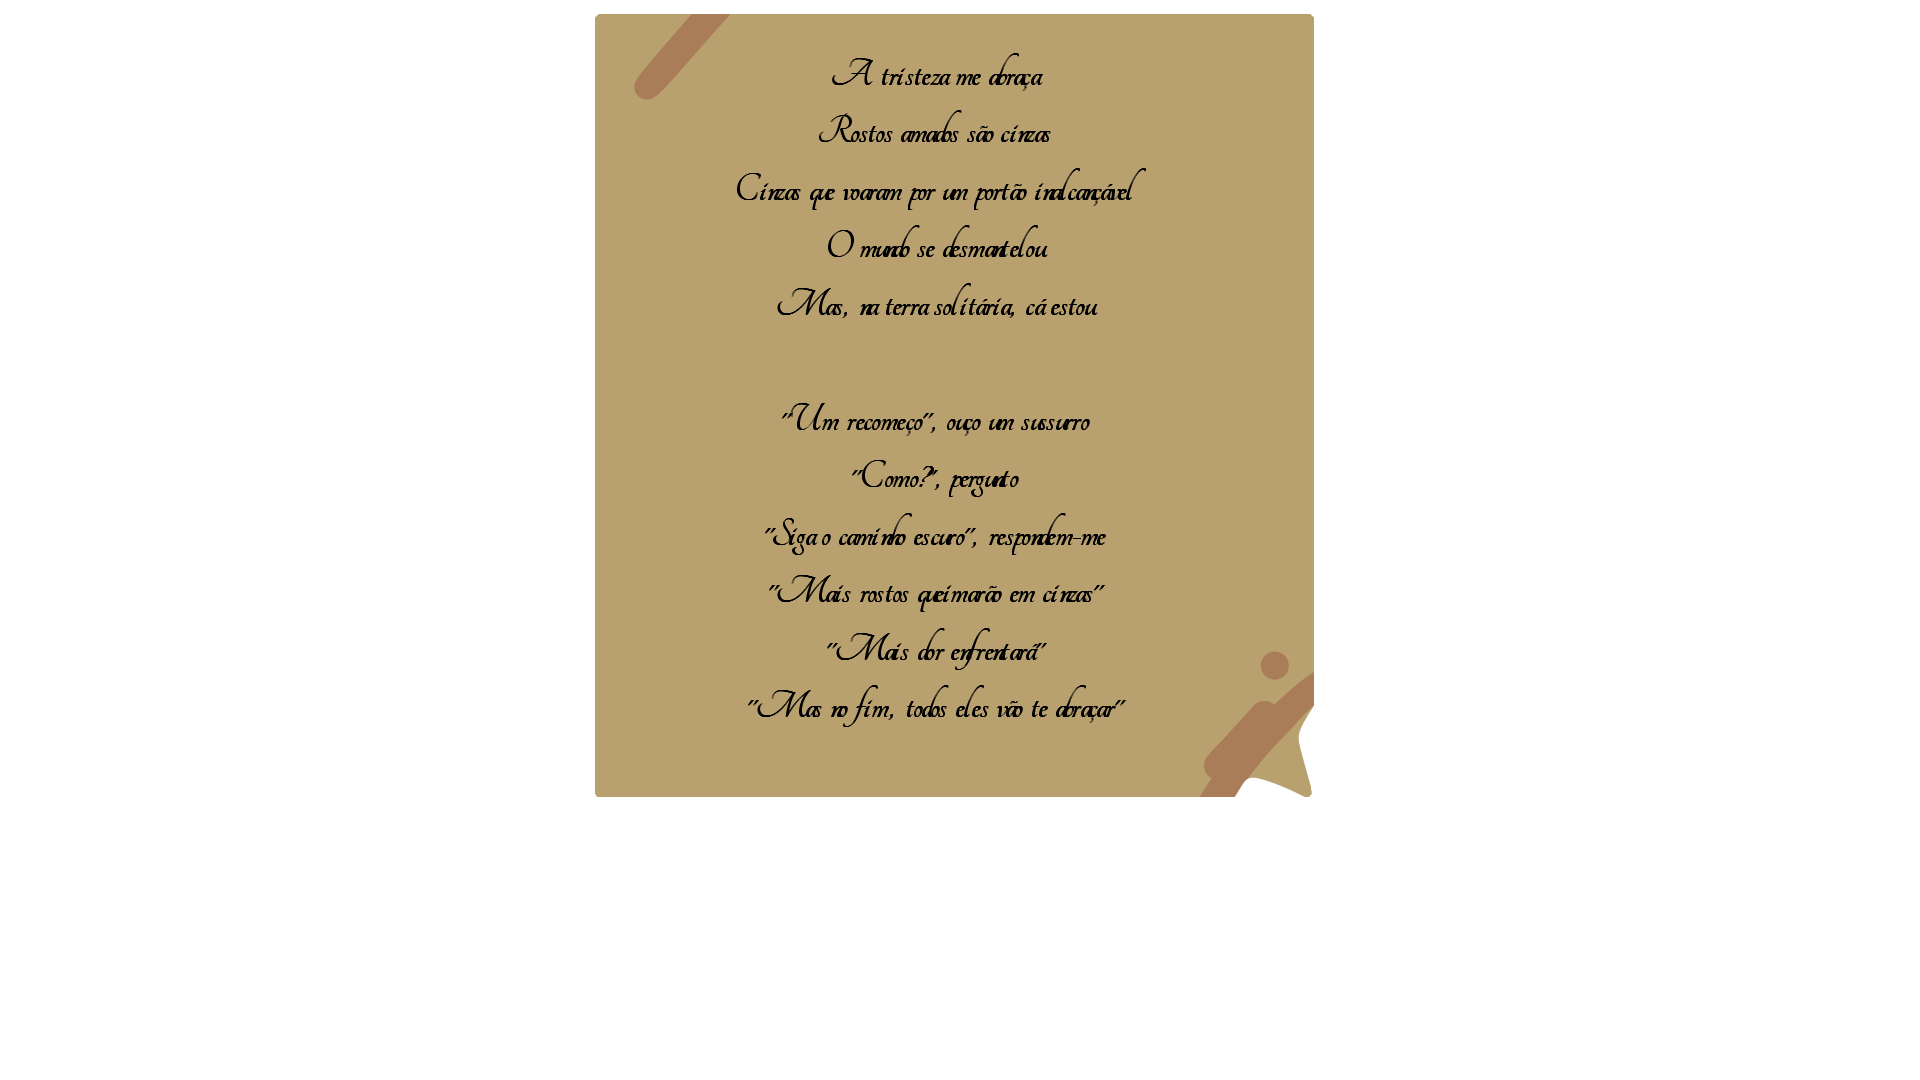 A tristeza me abraça
Rostos amados são cinzas
Cinzas que voaram por um portão inalcançável
O mundo se desmantelou
Mas, na terra solitária, cá estou
"Um recomeço", ouço um sussurro
"Como?", pergunto
"Siga o caminho escuro", respondem-me
"Mais rostos queimarão em cinzas"
"Mais dor enfrentará"
"Mas no fim, todos eles vão te abraçar"